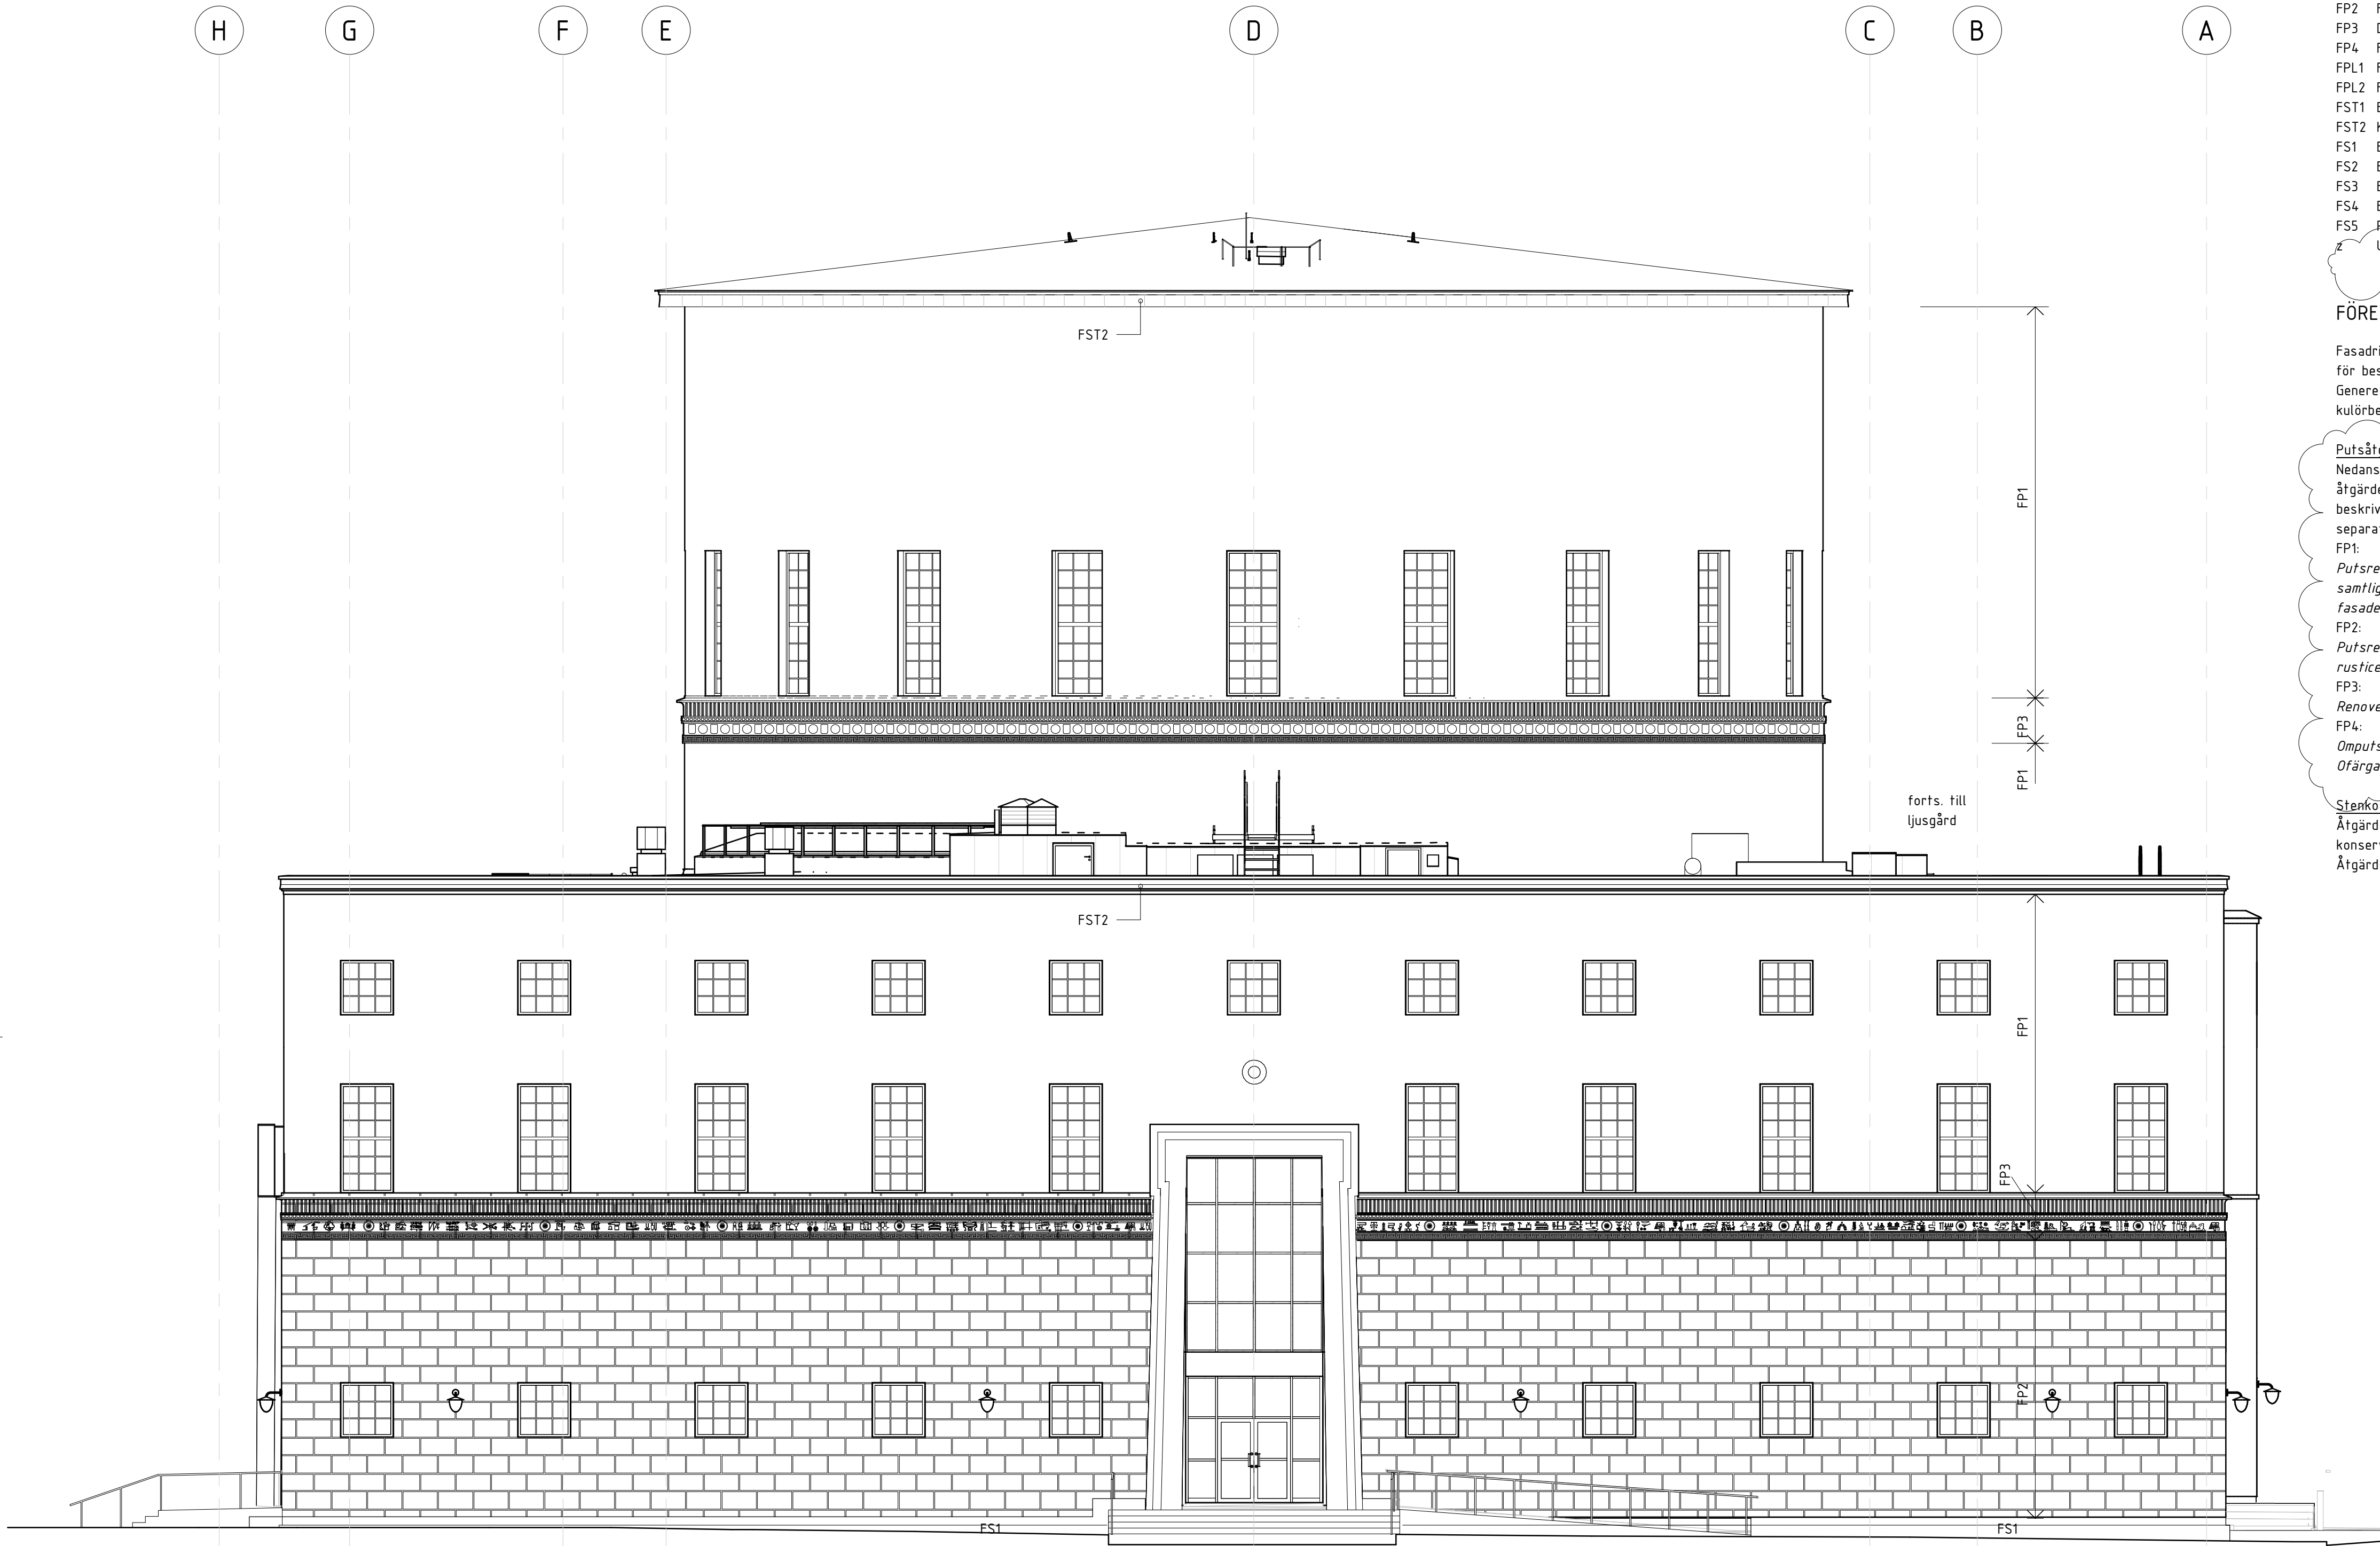 H G F E D C B A
FP2
FP3
FP4
FPL1
FPL2
FST1
FST2
FS1
FS2
FS3
FS4
FS5
z
FST2
FP1
FP3
FP1
forts. till
ljusgård
FST2
FP1
FP3
FP2
FS1
FS1
FÖRE
Fasadri
för bes
Genere
kulörbe
Putsåt
Nedans
åtgärde
beskriv
separa
FP1:
Putsre
samtlig
fasade
FP2:
Putsre
rustice
FP3:
Renove
FP4:
Omputs
Ofärga
Stenko
Åtgärd
konser
Åtgärd